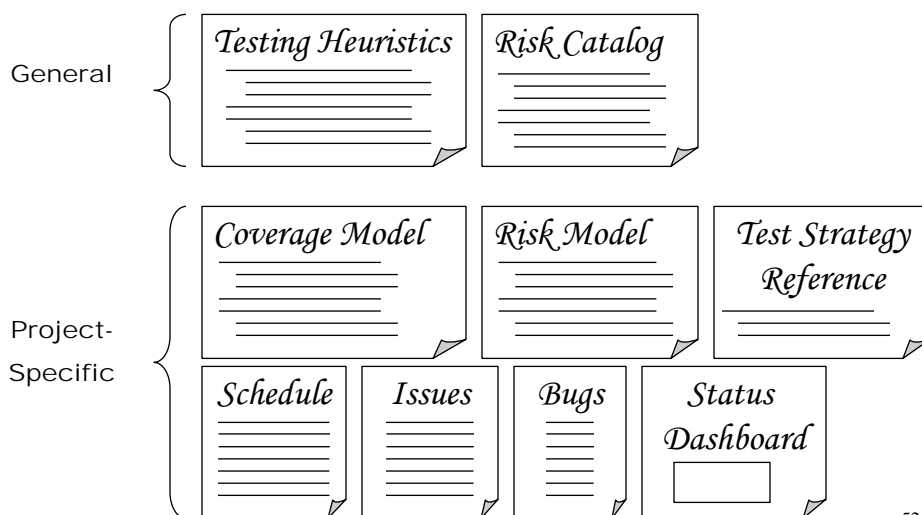 General
Testing Heuristics
Risk Catalog
Project-
Specific
Coverage Model
Risk Model
Test Strategy
Reference
Schedule
Issues
Bugs
Status
Dashboard